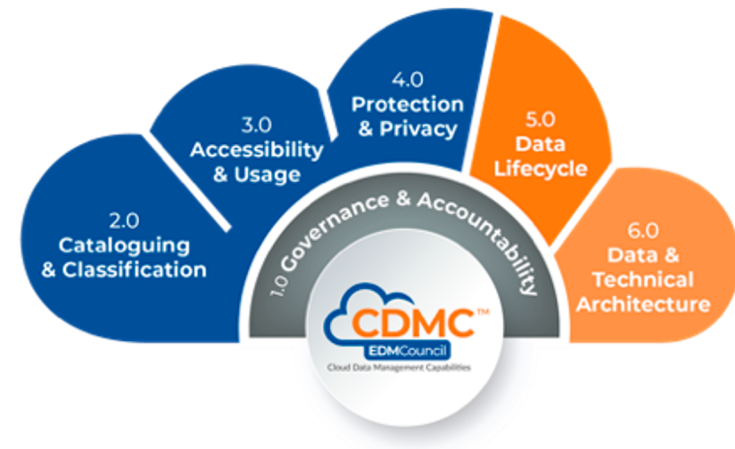 4.0
Protection
& Privacy
3.0
Accessibility
& Usage
5.0
Data
Lifecycle
2.0
Cataloguing
& Classification
6.0
Data &
Technical
Architecture
1.0 Governance & Accountability
CDMC™
EDMCouncil
Cloud Data Management Capabilities